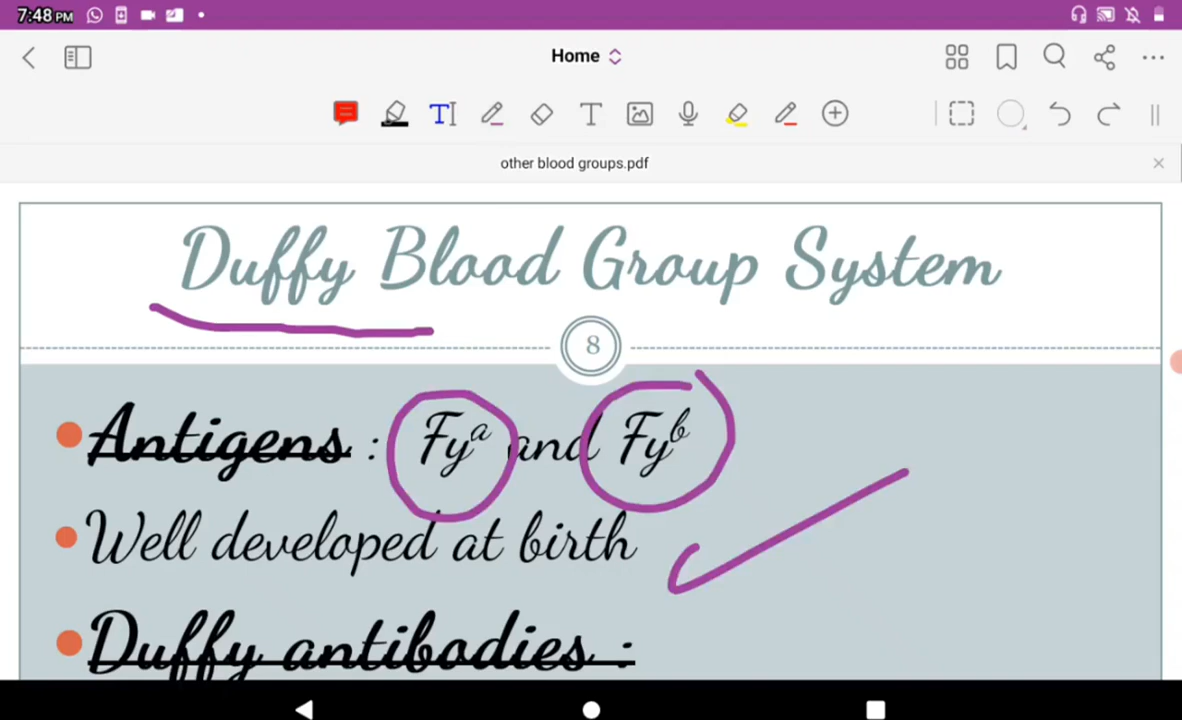 7:48 PM
Home
other blood groups.pdf
Duffy Blood Group System
8
Antigens : Fyᵃ and Fyᵇ
Well developed at birth
Duffy antibodies :